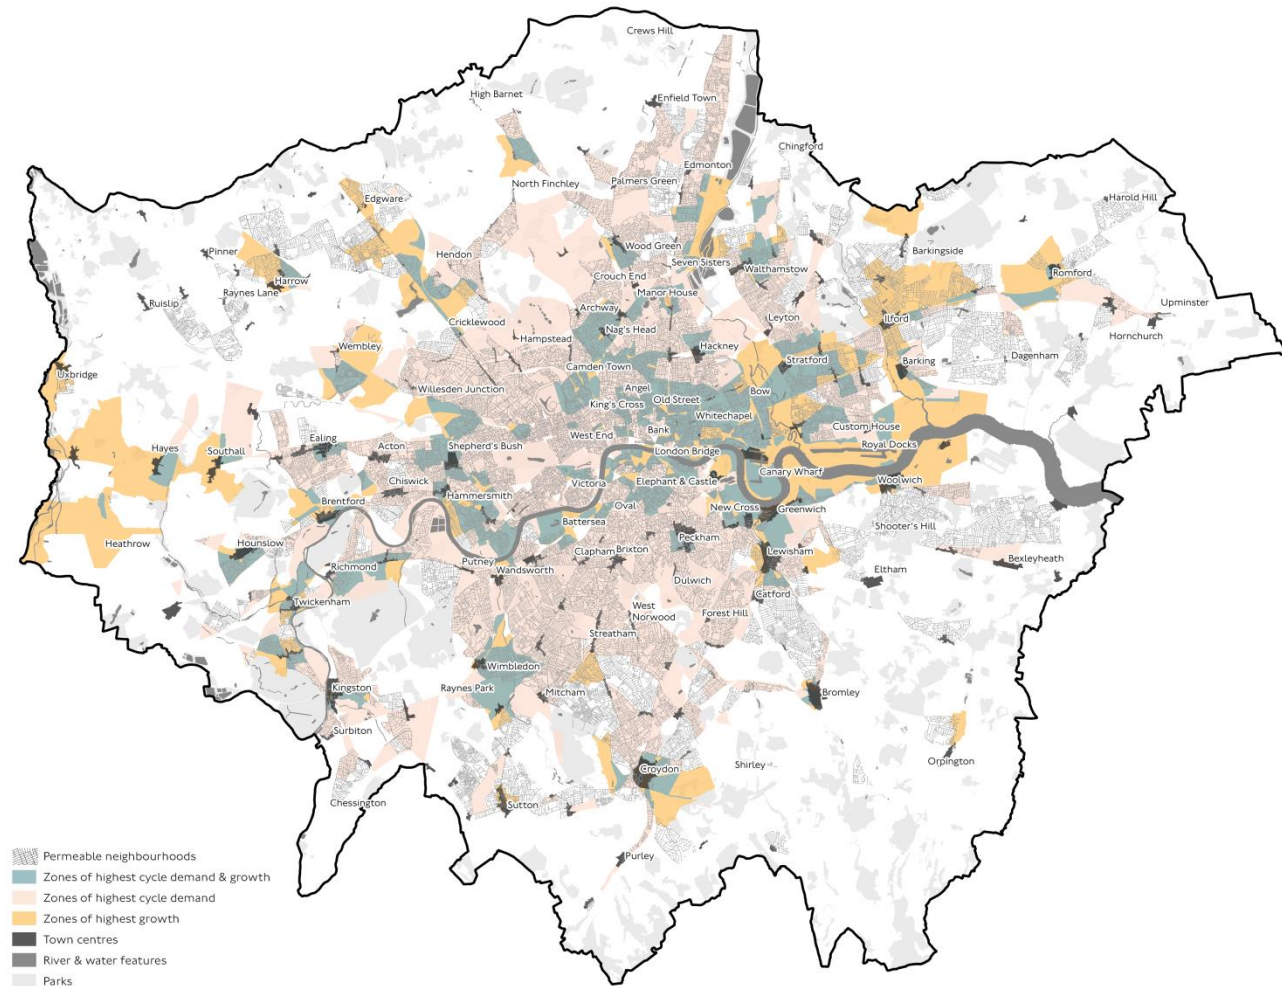 Crews Hill
High Barnet
Enfield Town
Chingford
Edmonton
North Finchley
Palmers Green
Harold Hill
Edgware
Wood Green
Barkingside
Pinner
Hendon
Seven Sisters
Walthamstow
Romford
Harrow
Crouch End
Raynes Lane
Manor House
Ruislip
Upminster
Archway
Leyton
Cricklewood
Nag's Head
Ilford
Hornchurch
Hampstead
Wembley
Hackney
Stratford
Dagenham
Camden Town
Barking
Uxbridge
Willesden Junction
Angel
Bow
King's Cross
Old Street
Whitechapel
Custom House
Bank
West End
Ealing
Acton
Shepherd's Bush
Royal Docks
Hayes
Southall
London Bridge
Canary Wharf
Chiswick
Victoria
Elephant & Castle
Woolwich
Hammersmith
Brentford
Oval
New Cross
Greenwich
Battersea
Shooter's Hill
Peckham
Heathrow
Hounslow
Clapham
Brixton
Lewisham
Putney
Bexleyheath
Richmond
Wandsworth
Eltham
Dulwich
Catford
Twickenham
West
Norwood
Forest Hill
Streatham
Wimbledon
Kingston
Raynes Park
Mitcham
Bromley
Surbiton
Orpington
Croydon
Shirley
Chessington
Sutton
Purley
Permeable neighbourhoods
Zones of highest cycle demand & growth
Zones of highest cycle demand
Zones of highest growth
Town centres
River & water features
Parks